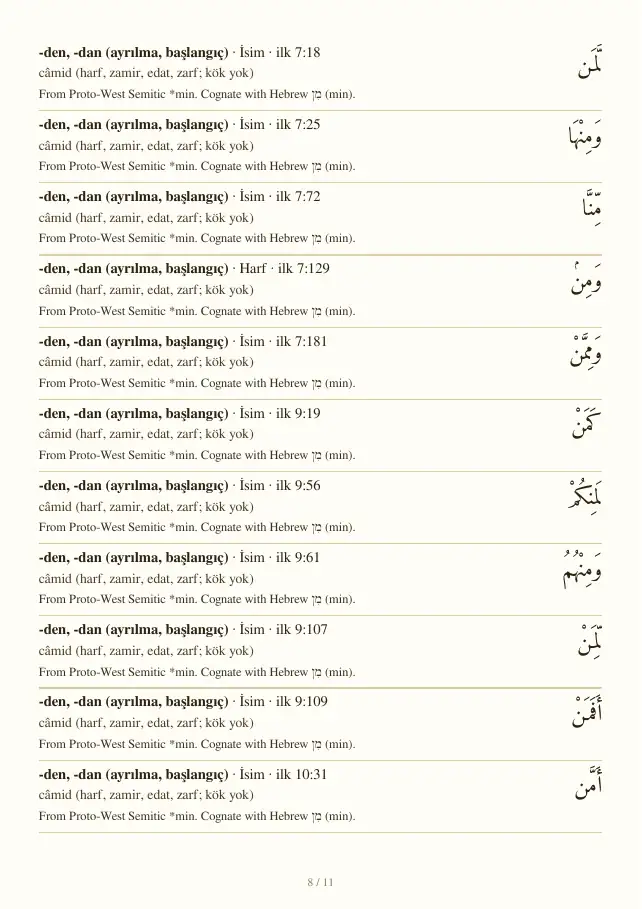 -den, -dan (ayrılma, başlangıç) · İsim · ilk 7:18 لَّمَن
câmid (harf, zamir, edat, zarf; kök yok)
From Proto-West Semitic *min. Cognate with Hebrew מִן (min).
-den, -dan (ayrılma, başlangıç) · İsim · ilk 7:25 وَمِنْهَا
câmid (harf, zamir, edat, zarf; kök yok)
From Proto-West Semitic *min. Cognate with Hebrew מִן (min).
-den, -dan (ayrılma, başlangıç) · İsim · ilk 7:72 مِّنَّا
câmid (harf, zamir, edat, zarf; kök yok)
From Proto-West Semitic *min. Cognate with Hebrew מִן (min).
-den, -dan (ayrılma, başlangıç) · Harf · ilk 7:129 وَمِنۢ
câmid (harf, zamir, edat, zarf; kök yok)
From Proto-West Semitic *min. Cognate with Hebrew מִן (min).
-den, -dan (ayrılma, başlangıç) · İsim · ilk 7:181 وَمِمَّنْ
câmid (harf, zamir, edat, zarf; kök yok)
From Proto-West Semitic *min. Cognate with Hebrew מִן (min).
-den, -dan (ayrılma, başlangıç) · İsim · ilk 9:19 كَمَنْ
câmid (harf, zamir, edat, zarf; kök yok)
From Proto-West Semitic *min. Cognate with Hebrew מִן (min).
-den, -dan (ayrılma, başlangıç) · İsim · ilk 9:56 لَمِنكُمْ
câmid (harf, zamir, edat, zarf; kök yok)
From Proto-West Semitic *min. Cognate with Hebrew מִן (min).
-den, -dan (ayrılma, başlangıç) · İsim · ilk 9:61 وَمِنْهُمُ
câmid (harf, zamir, edat, zarf; kök yok)
From Proto-West Semitic *min. Cognate with Hebrew מִן (min).
-den, -dan (ayrılma, başlangıç) · İsim · ilk 9:107 لِّمَنْ
câmid (harf, zamir, edat, zarf; kök yok)
From Proto-West Semitic *min. Cognate with Hebrew מִן (min).
-den, -dan (ayrılma, başlangıç) · İsim · ilk 9:109 أَفَمَنْ
câmid (harf, zamir, edat, zarf; kök yok)
From Proto-West Semitic *min. Cognate with Hebrew מִן (min).
-den, -dan (ayrılma, başlangıç) · İsim · ilk 10:31 أَمَّن
câmid (harf, zamir, edat, zarf; kök yok)
From Proto-West Semitic *min. Cognate with Hebrew מִן (min).
8 / 11